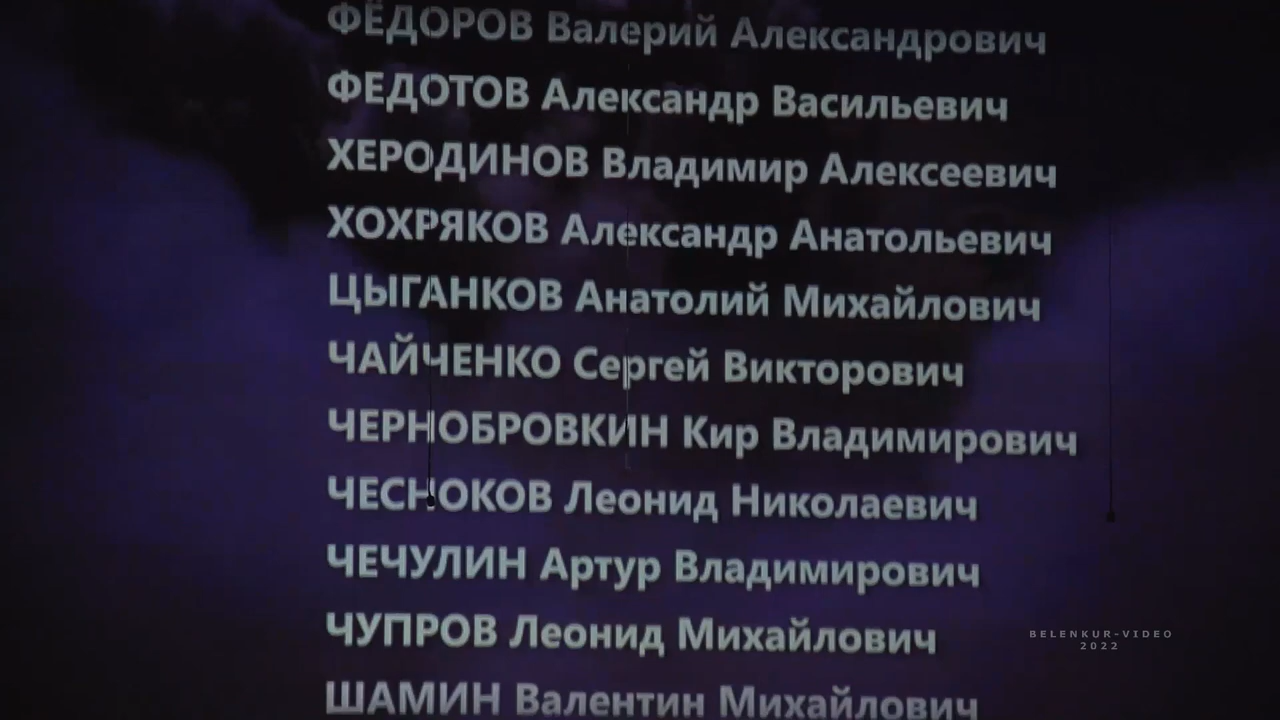 ФЁДОРОВ Валерий Александрович
ФЕДОТОВ Александр Васильевич
ХЕРОДИНОВ Владимир Алексеевич
ХОХРЯКОВ Александр Анатольевич
ЦЫГАНКОВ Анатолий Михайлович
ЧАЙЧЕНКО Сергей Викторович
ЧЕРНОБРОВКИН Кир Владимирович
ЧЕСНОКОВ Леонид Николаевич
ЧЕЧУЛИН Артур Владимирович
ЧУПРОВ Леонид Михайлович
BELENKUR-VIDEO
2022
ШАМИН Валентин Михайлович